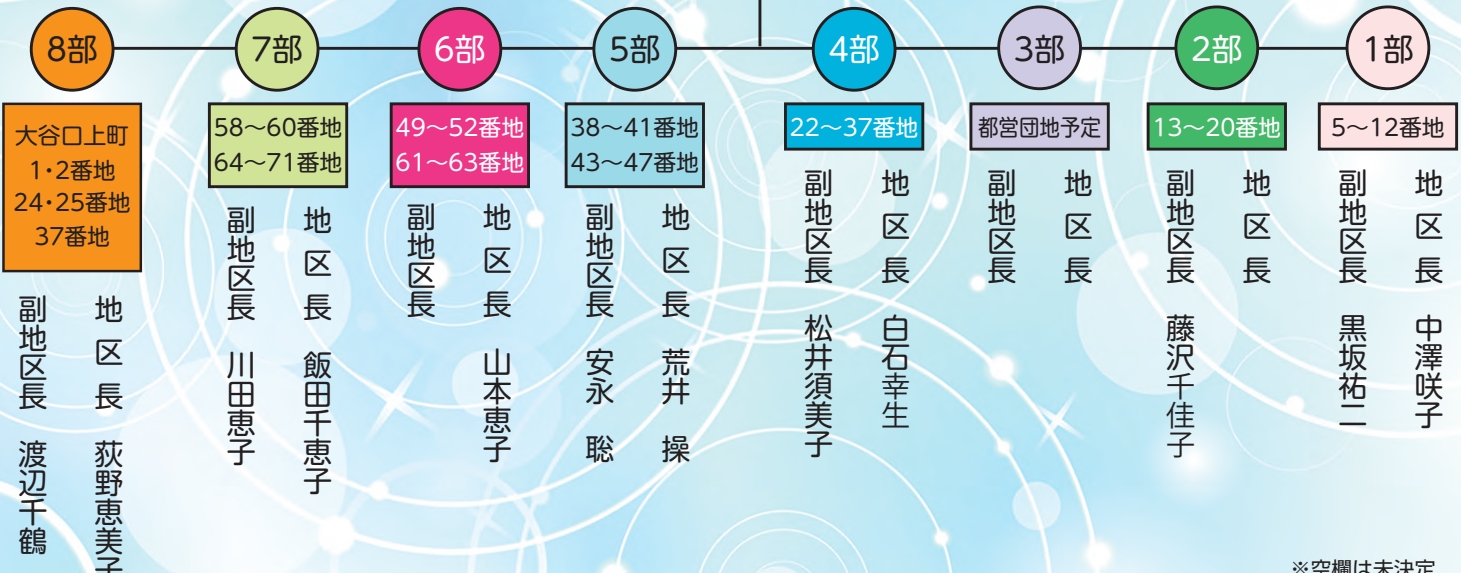 8部
大谷口上町
1・2番地
24・25番地
37番地
地区長 荻野恵美子
副地区長 渡辺千鶴
7部
58〜60番地
64〜71番地
地区長 飯田千恵子
副地区長 川田恵子
6部
49〜52番地
61〜63番地
地区長 山本恵子
副地区長
5部
38〜41番地
43〜47番地
地区長 荒井 操
副地区長 安永 聡
4部
22〜37番地
地区長 白石幸生
副地区長 松井須美子
3部
都営団地予定
地区長
副地区長
2部
13〜20番地
地区長
副地区長 藤沢千佳子
1部
5〜12番地
地区長 中澤咲子
副地区長 黒坂祐二
※空欄は未決定